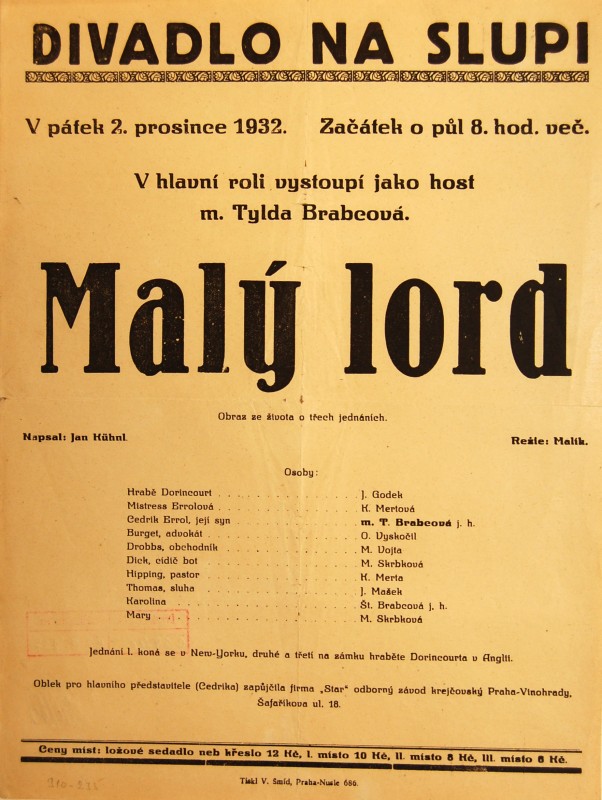 DIVADLO NA SLUPI
V pátek 2. prosince 1932. Začátek o půl 8. hod. več.
V hlavní roli vystoupí jako host
m. Tylda Brabcová.
Malý lord
Obraz ze života o třech jednáních.
Napsal: Jan Kühnl. Režie: Malík.
Osoby:
Hrabě Dorincourt . . . . . . . . . . . . . J. Godek
Mistress Errolová . . . . . . . . . . . . . K. Mertová
Cedrik Errol, její syn . . . . . . . . . . . m. T. Brabcová j. h.
Burget, advokát . . . . . . . . . . . . . . O. Vyskočil
Drobbs, obchodník . . . . . . . . . . . . M. Vojta
Dick, cídič bot . . . . . . . . . . . . . . M. Skrbková
Hipping, pastor . . . . . . . . . . . . . . K. Merta
Thomas, sluha . . . . . . . . . . . . . . J. Mašek
Karolina . . . . . . . . . . . . . . . . . Št. Brabcová j. h.
Mary . . . . . . . . . . . . . . . . . . . M. Skrbková
Jednání I. koná se v New-Yorku, druhé a třetí na zámku hraběte Dorincourta v Anglii.
Oblek pro hlavního představitele (Cedrika) zapůjčila firma „Star" odborný závod krejčovský Praha-Vinohrady,
Šafaříkova ul. 18.
Ceny míst: ložové sedadlo neb křeslo 12 Kč, I. místo 10 Kč, II. místo 8 Kč, III. místo 6 Kč.
Tiskl V. Šmíd, Praha-Nusle 686.